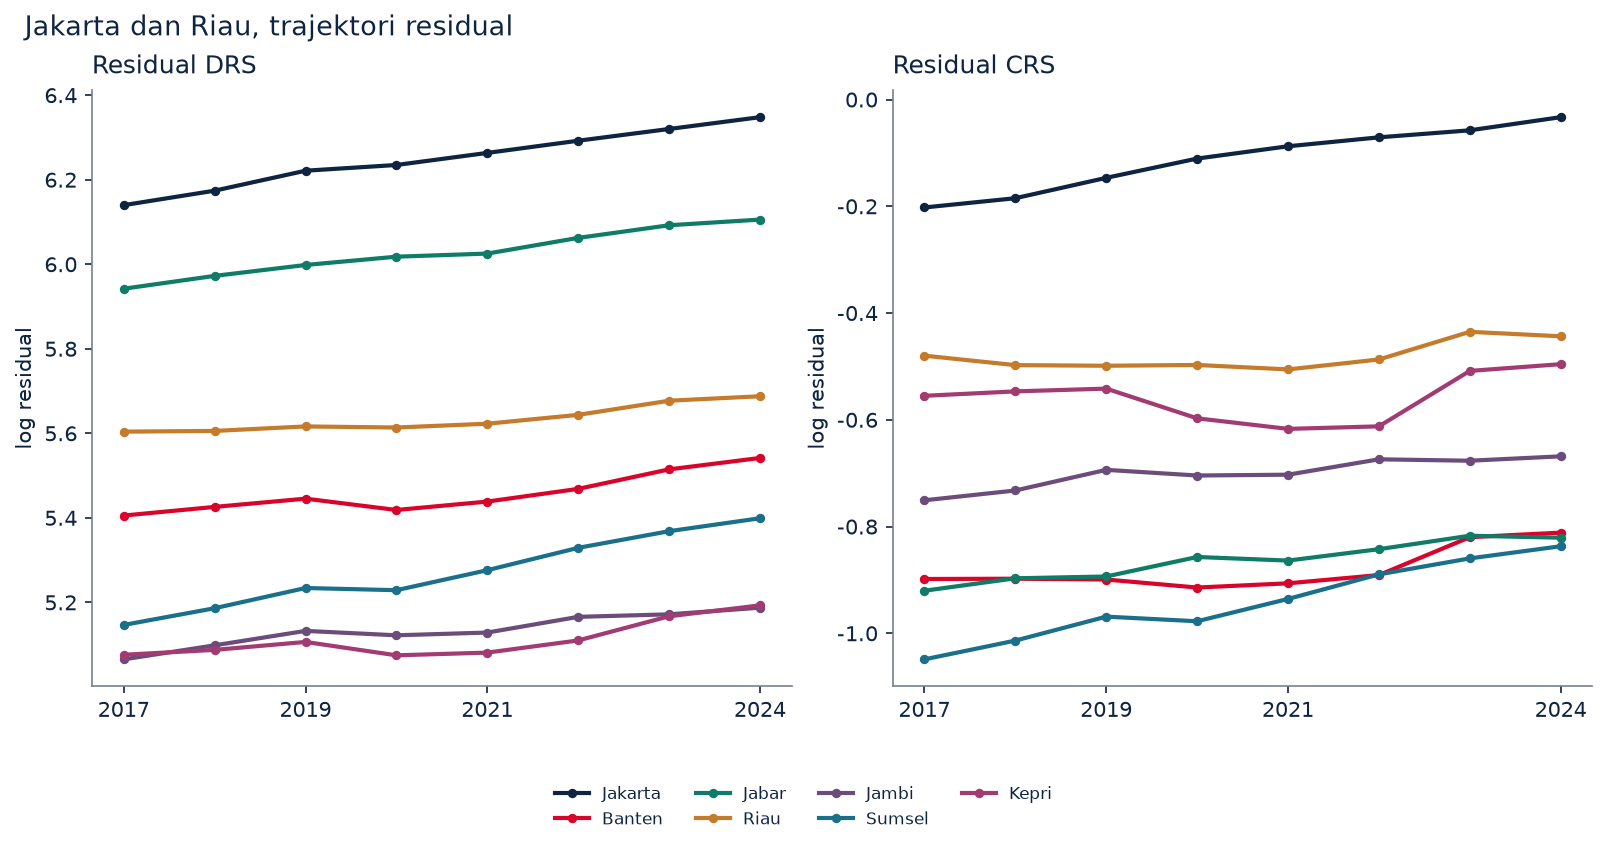 Jakarta dan Riau, trajektori residual
Residual DRS
log residual
6.4
6.2
6.0
5.8
5.6
5.4
5.2
2017 2019 2021 2024
Residual CRS
log residual
0.0
-0.2
-0.4
-0.6
-0.8
-1.0
2017 2019 2021 2024
Jakarta Jabar Jambi Kepri
Banten Riau Sumsel